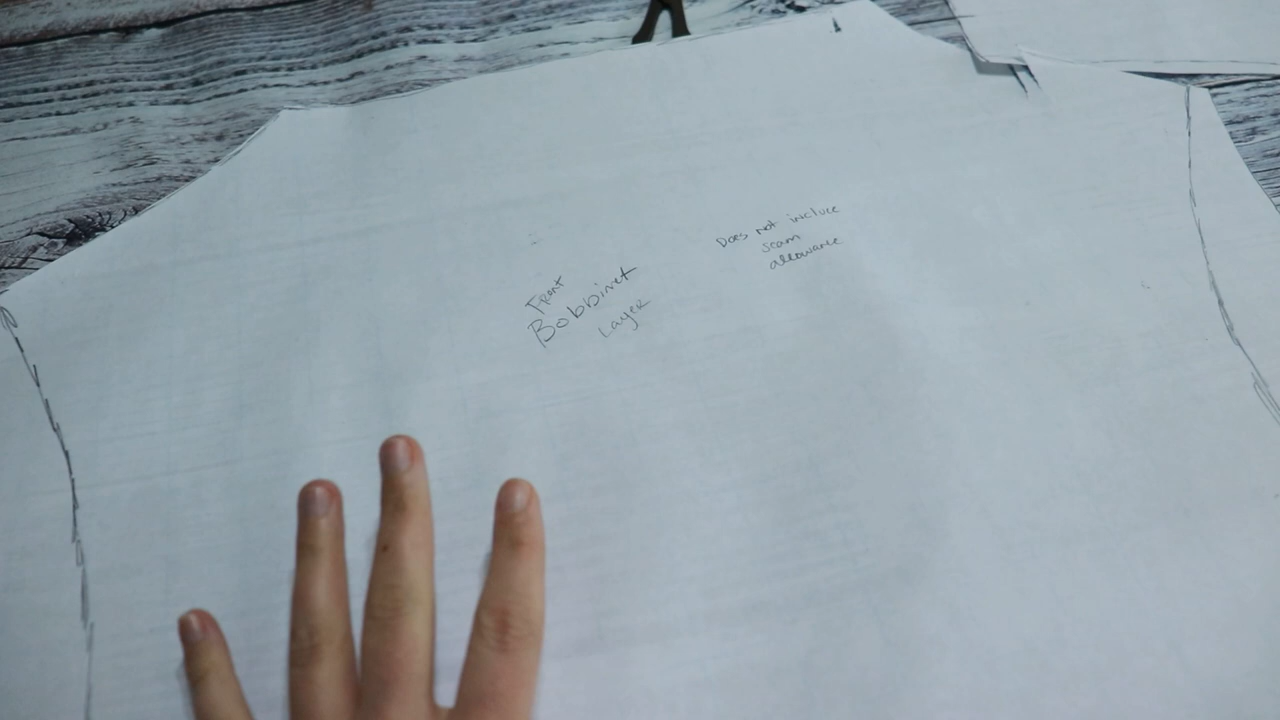 Front
Bobbinet
Layer
Does not include
seam
allowance